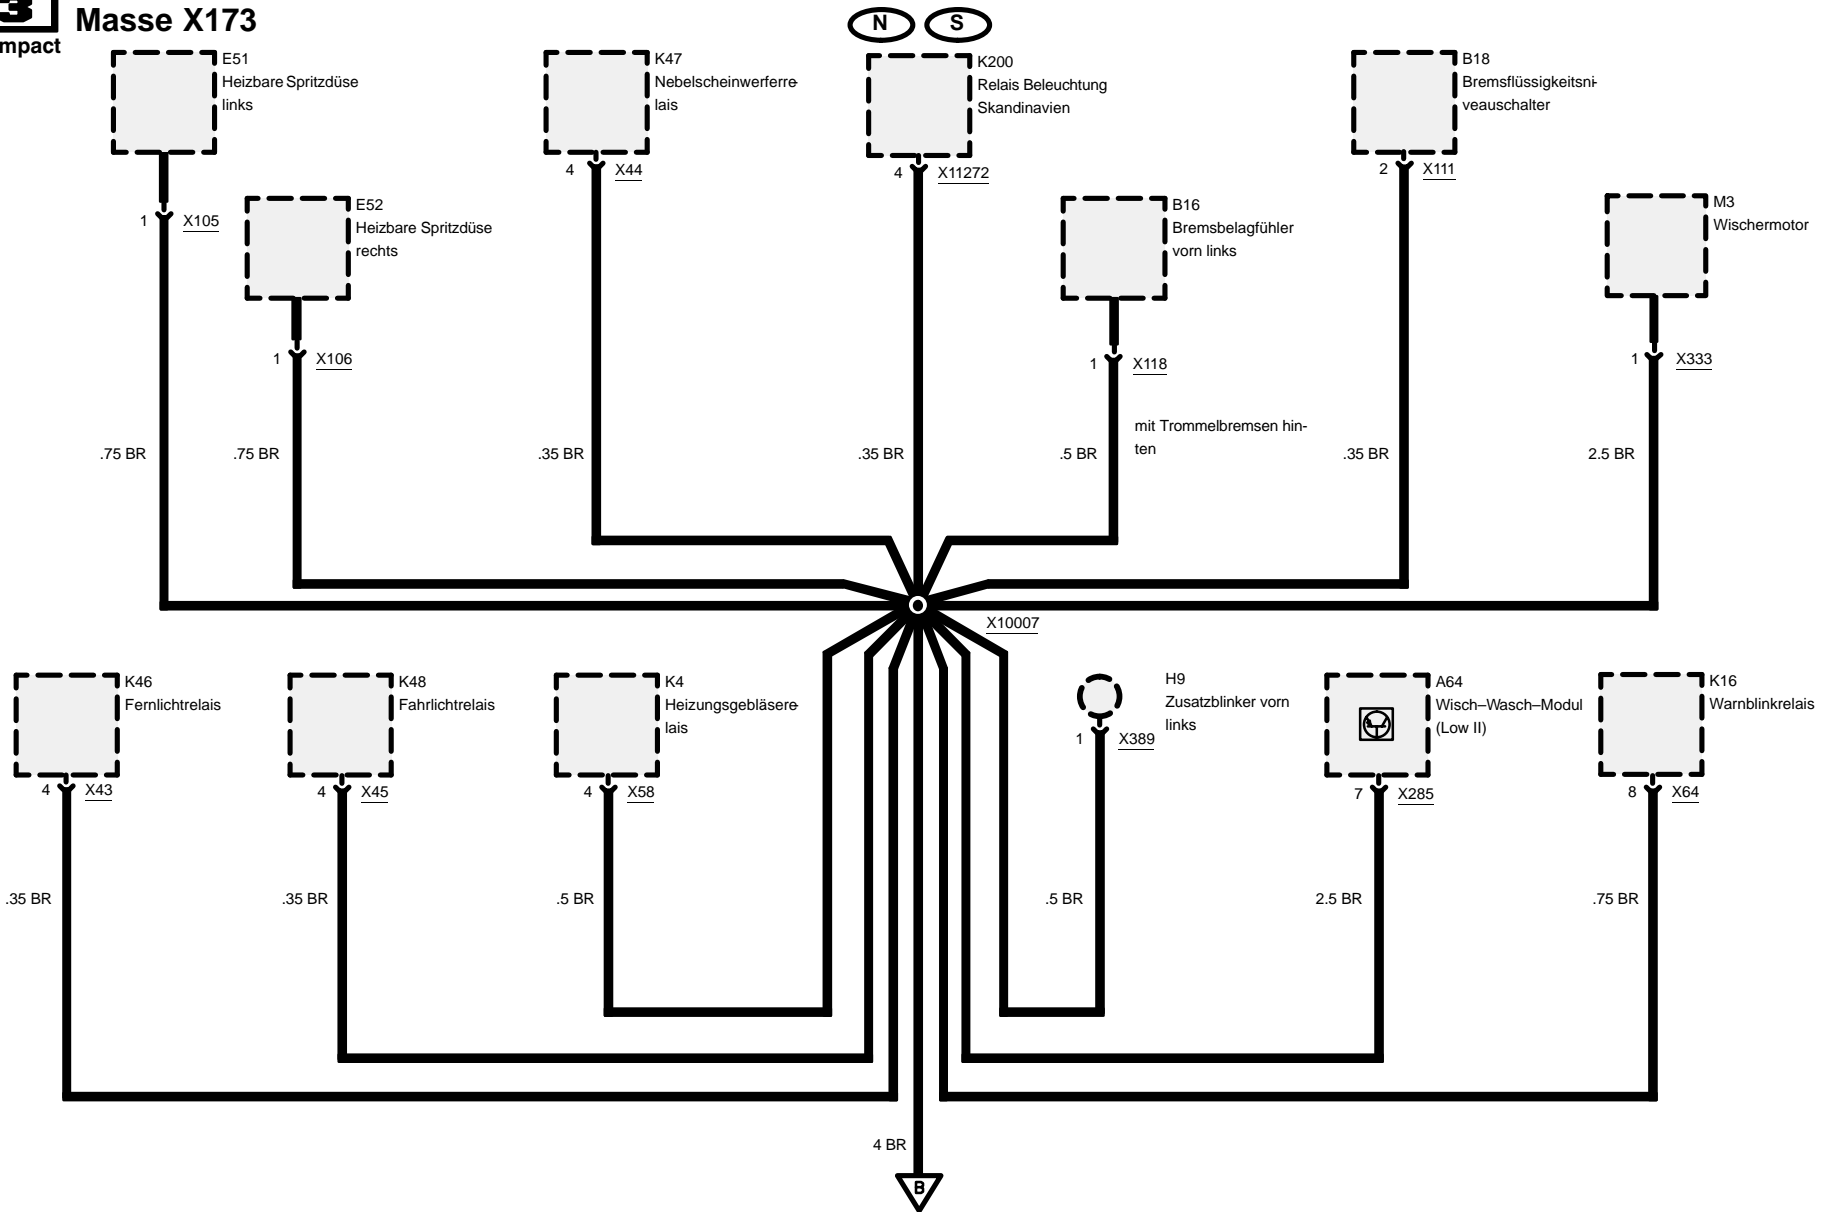 3
mpact
Masse X173
N
S
E51
Heizbare Spritzdüse
links
1
X105
.75 BR
E52
Heizbare Spritzdüse
rechts
1
X106
.75 BR
K47
Nebelscheinwerferre-
lais
4
X44
.35 BR
K200
Relais Beleuchtung
Skandinavien
4
X11272
.35 BR
B16
Bremsbelagfühler
vorn links
1
X118
mit Trommelbremsen hin-
ten
.5 BR
B18
Bremsflüssigkeitsni-
veauschalter
2
X111
.35 BR
M3
Wischermotor
1
X333
2.5 BR
X10007
K46
Fernlichtrelais
4
X43
.35 BR
K48
Fahrlichtrelais
4
X45
.35 BR
K4
Heizungsgebläsere-
lais
4
X58
.5 BR
H9
Zusatzblinker vorn
links
1
X389
.5 BR
A64
Wisch–Wasch–Modul
(Low II)
7
X285
2.5 BR
K16
Warnblinkrelais
8
X64
.75 BR
4 BR
B